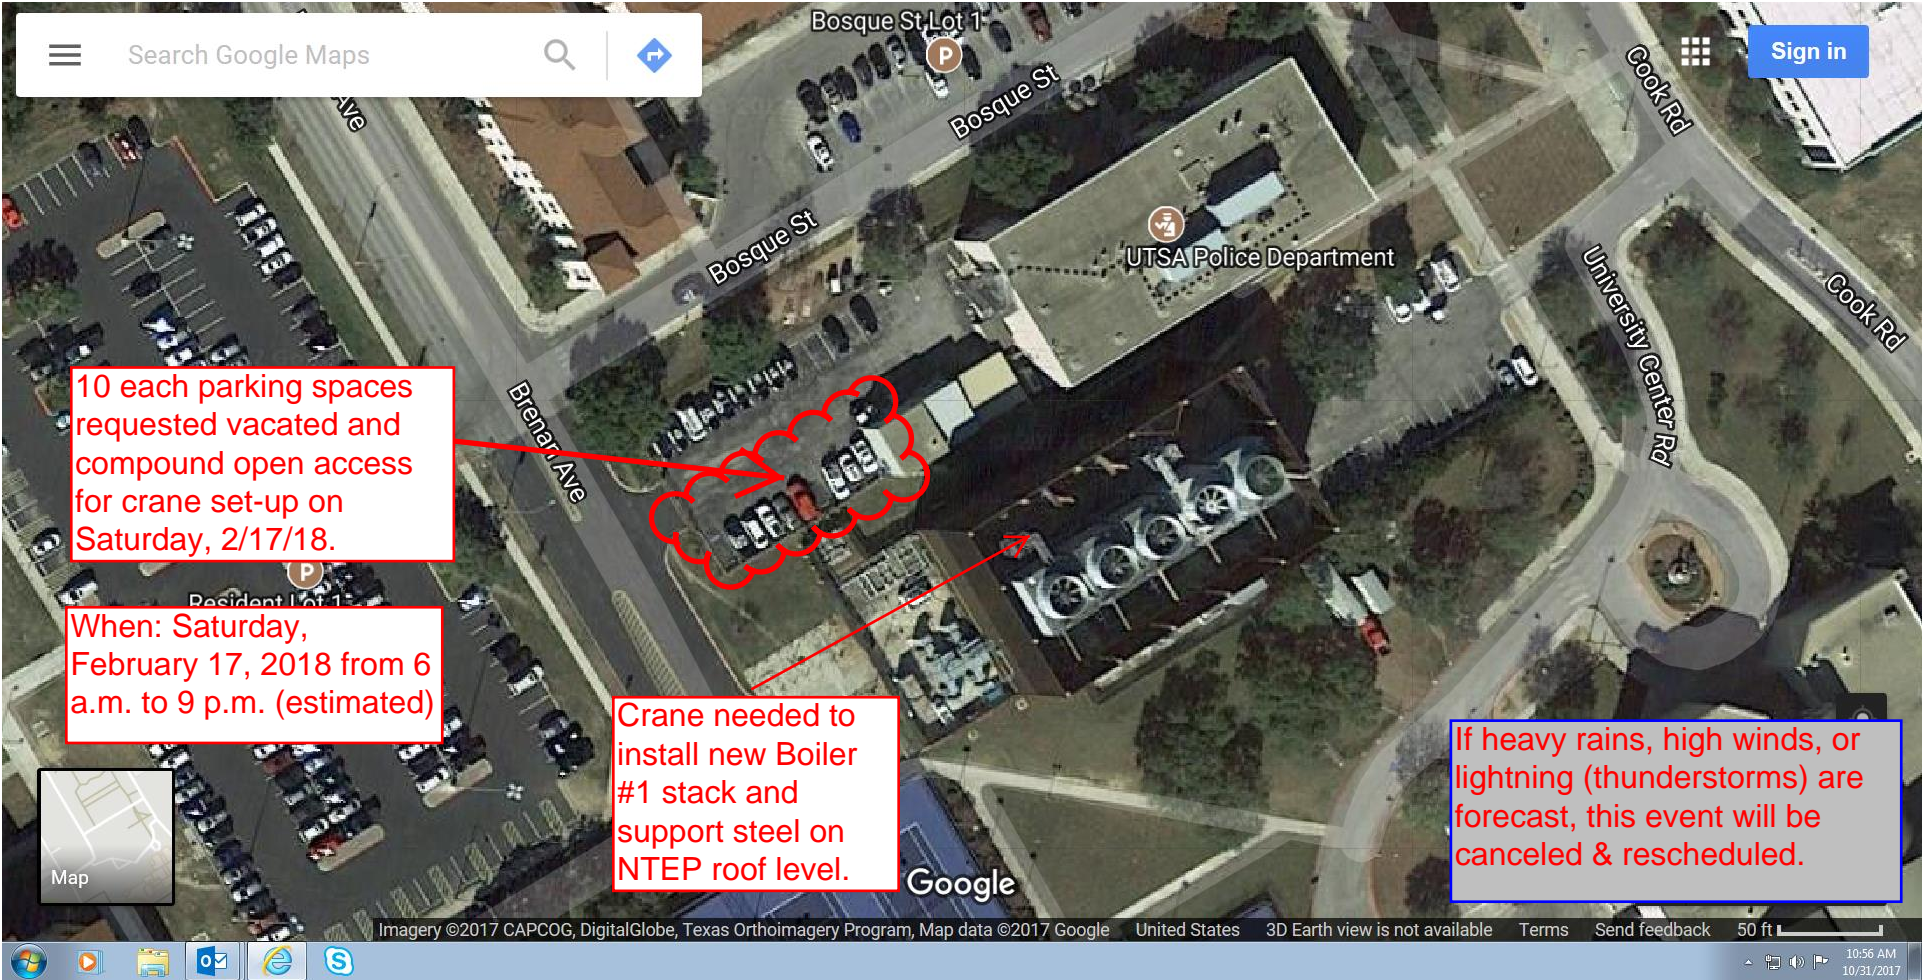 Search Google Maps
Bosque St Lot 1
P
Sign in
Ave
Bosque St
Cook Rd
Bosque St
UTSA Police Department
University Center Rd
Cook Rd
10 each parking spaces
requested vacated and
compound open access
for crane set-up on
Saturday, 2/17/18.
Brenan Ave
P
Resident Lot 1
When: Saturday,
February 17, 2018 from 6
a.m. to 9 p.m. (estimated)
Crane needed to
install new Boiler
#1 stack and
support steel on
NTEP roof level.
If heavy rains, high winds, or
lightning (thunderstorms) are
forecast, this event will be
canceled & rescheduled.
Map
Google
Imagery ©2017 CAPCOG, DigitalGlobe, Texas Orthoimagery Program, Map data ©2017 Google United States 3D Earth view is not available Terms Send feedback 50 ft
10:56 AM
10/31/2017